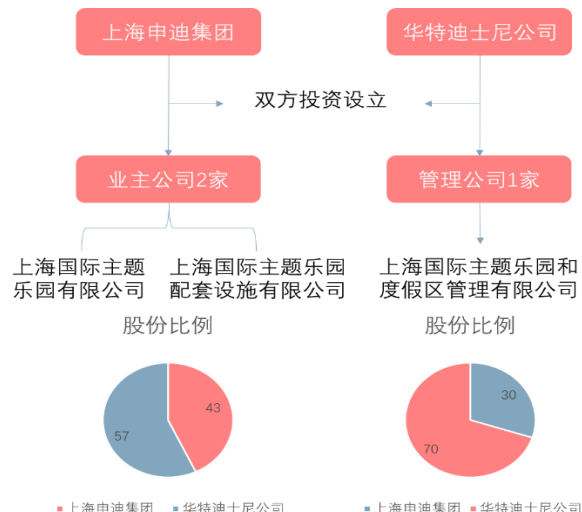 上海申迪集团
华特迪士尼公司
双方投资设立
业主公司2家
管理公司1家
上海国际主题
乐园有限公司
上海国际主题乐园
配套设施有限公司
上海国际主题乐园和
度假区管理有限公司
股份比例
股份比例
43
57
30
70
上海申迪集团
华特迪士尼公司
上海申迪集团
华特迪士尼公司